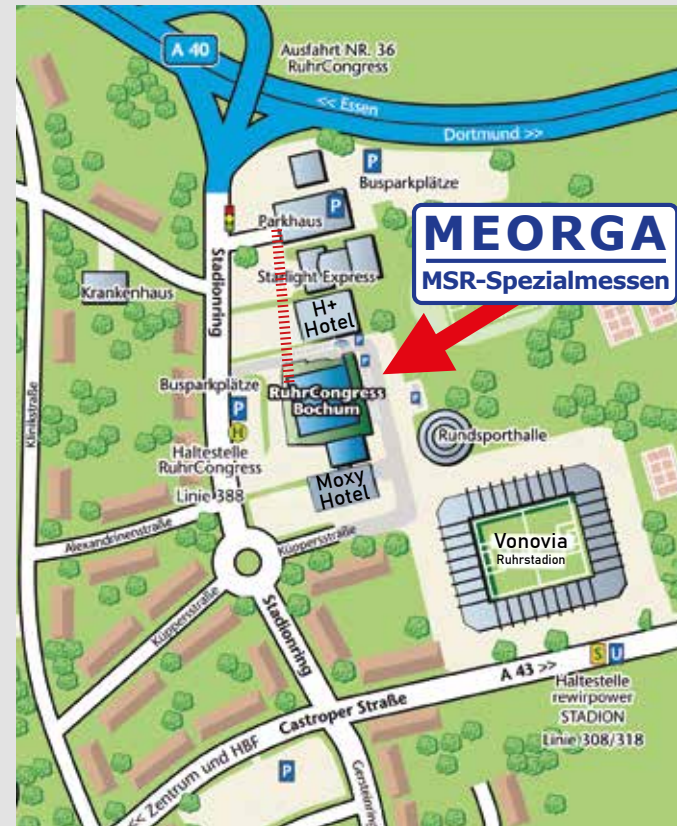 A 40
Ausfahrt NR. 36
RuhrCongress
<< Essen
Dortmund >>
P
Busparkplätze
Parkhaus
P
MEORGA
MSR-Spezialmessen
Starlight Express
Krankenhaus
Stadionring
H+
Hotel
P
P
Klinikstraße
Busparkplätze
P
H
RuhrCongress
Bochum
P
Haltestelle
RuhrCongress
Linie 388
Rundsporthalle
Moxy
Hotel
Alexandrinenstraße
Küppersstraße
Vonovia
Ruhrstadion
Küppersstraße
Stadionring
S U
A 43 >>
Haltestelle
rewirpower
STADION
Linie 308/318
Castroper Straße
<< Zentrum und HBF
P
Gersteinring